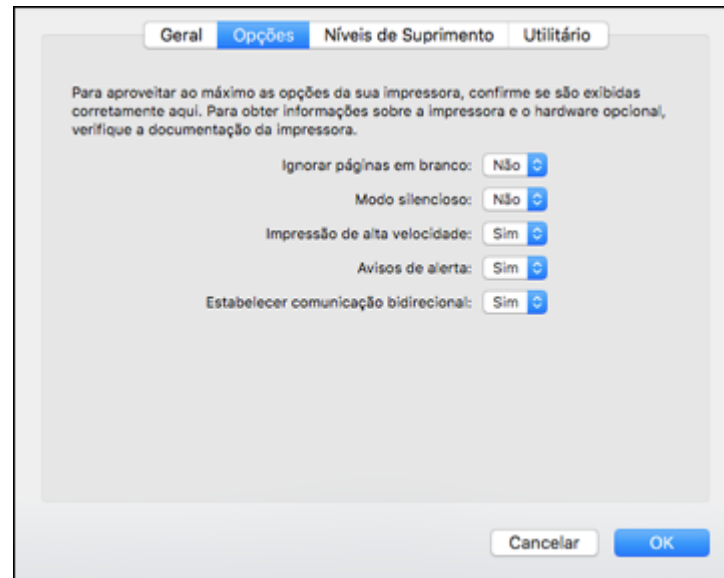 Geral Opções Níveis de Suprimento Utilitário
Para aproveitar ao máximo as opções da sua impressora, confirme se são exibidas
corretamente aqui. Para obter informações sobre a impressora e o hardware opcional,
verifique a documentação da impressora.
Ignorar páginas em branco: Não
Modo silencioso: Não
Impressão de alta velocidade: Sim
Avisos de alerta: Sim
Estabelecer comunicação bidirecional: Sim
Cancelar OK